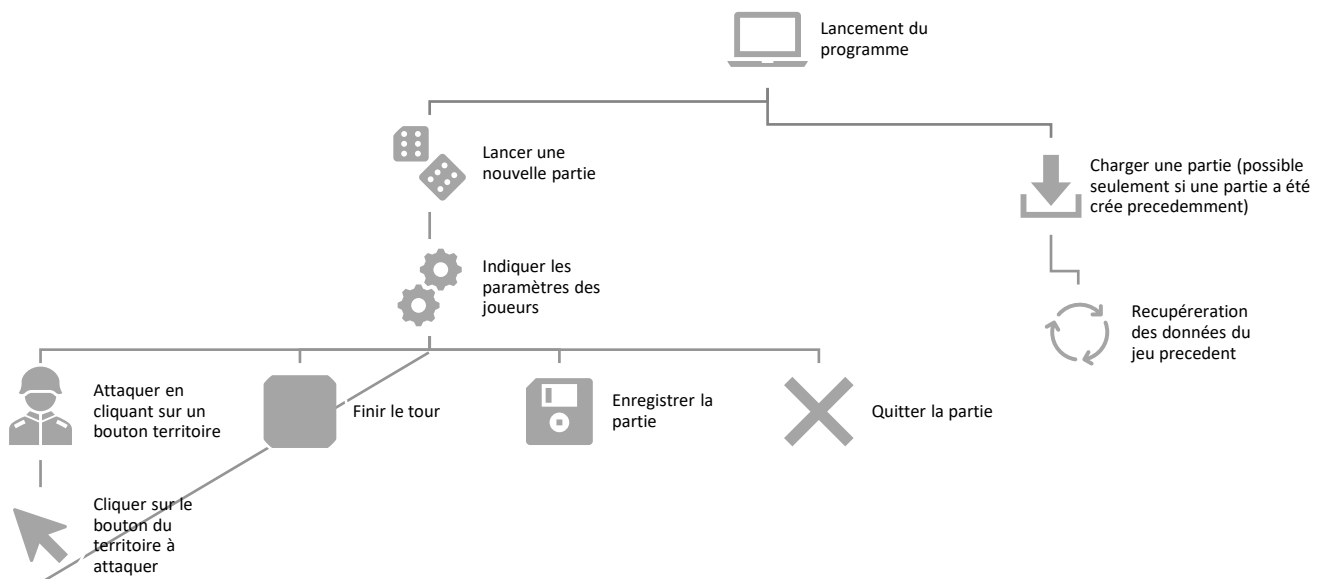 Lancement du
programme
Lancer une
nouvelle partie
Charger une partie (possible
seulement si une partie a été
crée precedemment)
Indiquer les
paramètres des
joueurs
Recupéreration
des données du
jeu precedent
Attaquer en
cliquant sur un
bouton territoire
Finir le tour
Enregistrer la
partie
Quitter la partie
Cliquer sur le
bouton du
territoire à
attaquer